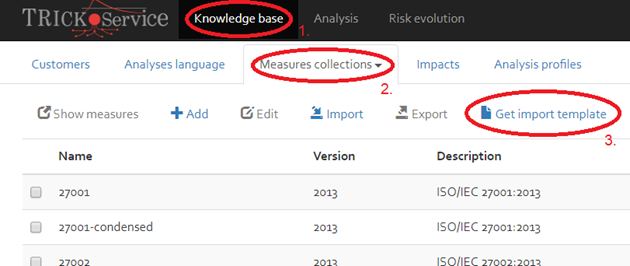 TRICK Service Knowledge base Analysis Risk evolution
1.
Customers Analyses language Measures collections Impacts Analysis profiles
2.
Show measures Add Edit Import Export Get import template
3.
Name Version Description
27001 2013 ISO/IEC 27001:2013
27001-condensed 2013 ISO/IEC 27001:2013
27002 2013 ISO/IEC 27002:2013